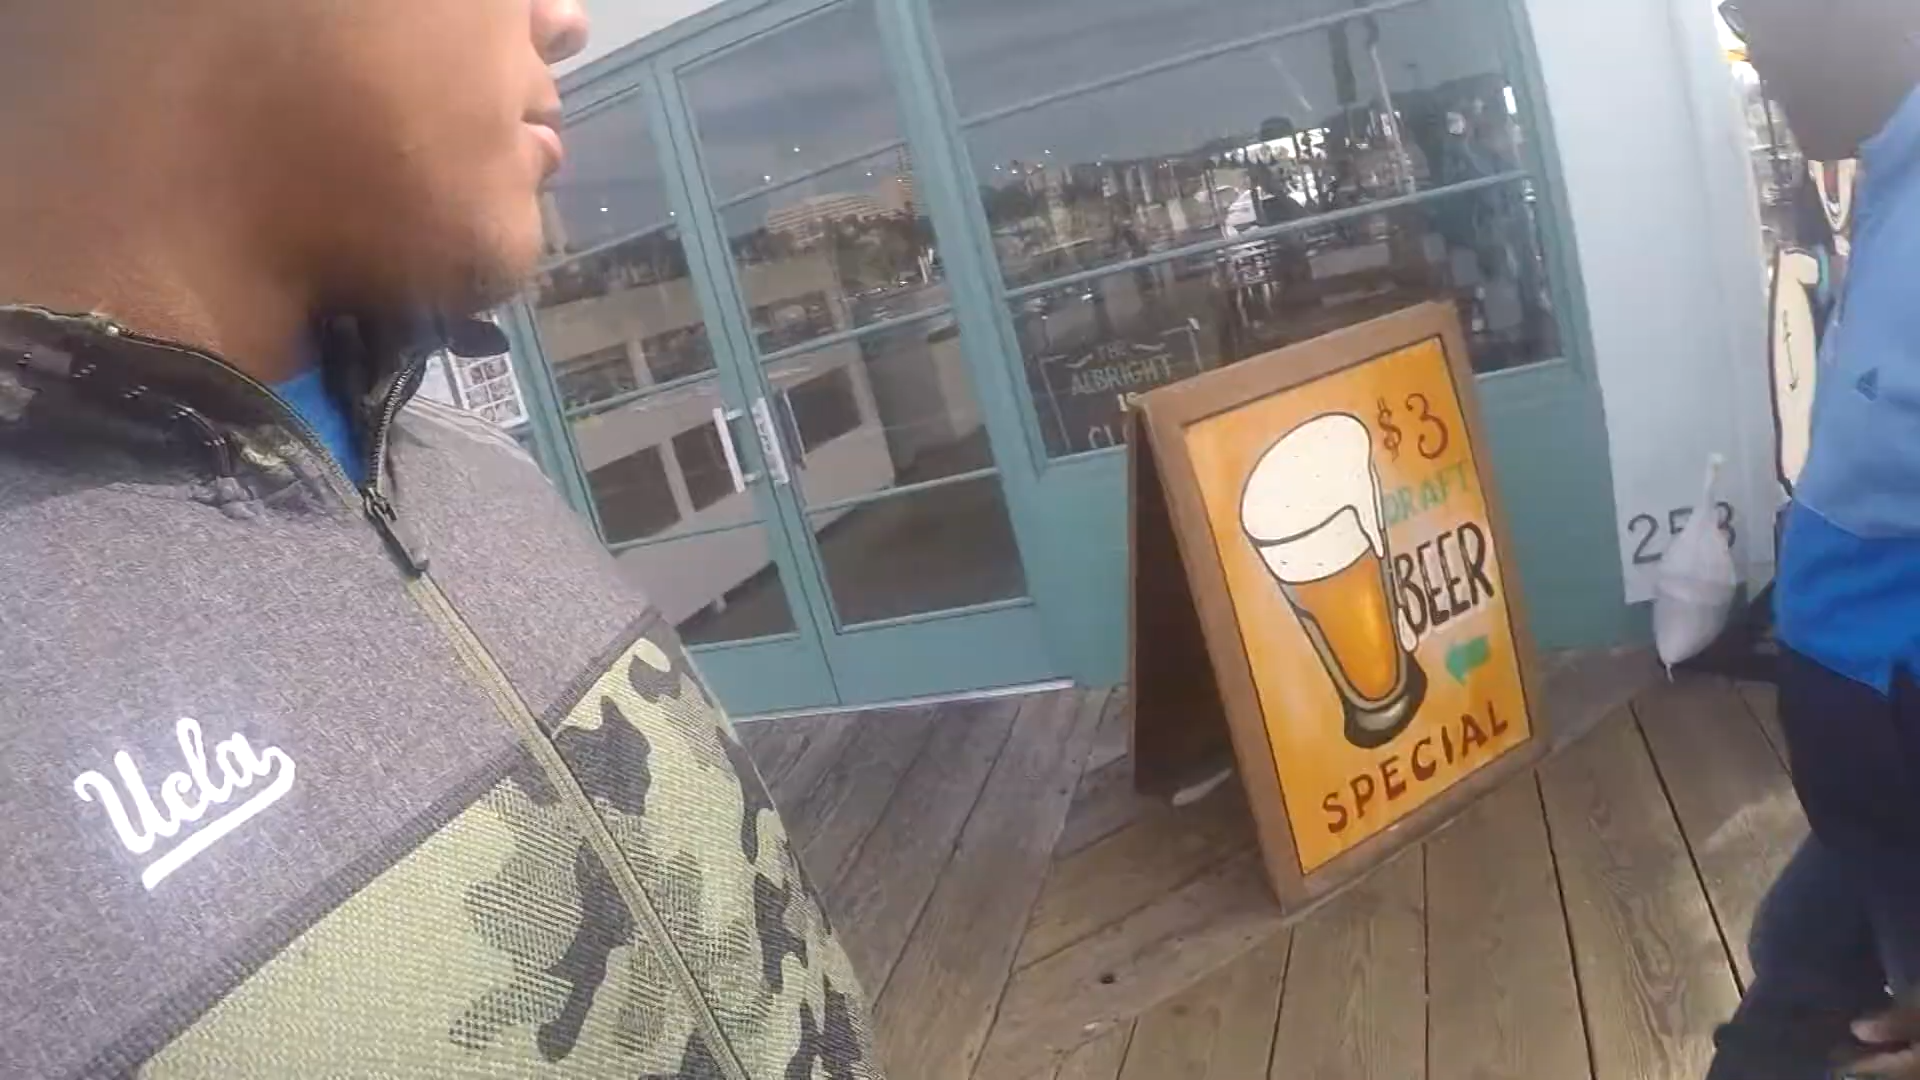 THE
ALBRIGHT
IS
$3
DRAFT
BEER
SPECIAL
Ucla